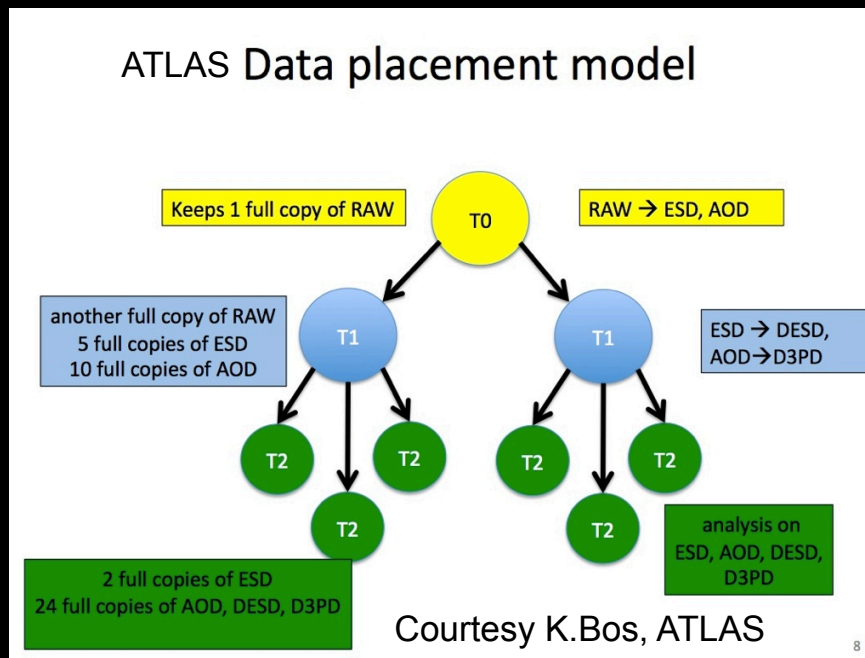 ATLAS Data placement model
Keeps 1 full copy of RAW
T0
RAW → ESD, AOD
another full copy of RAW
5 full copies of ESD
10 full copies of AOD
T1
T1
ESD → DESD,
AOD→D3PD
T2
T2
T2
T2
T2
T2
2 full copies of ESD
24 full copies of AOD, DESD, D3PD
analysis on
ESD, AOD, DESD,
D3PD
Courtesy K.Bos, ATLAS
8